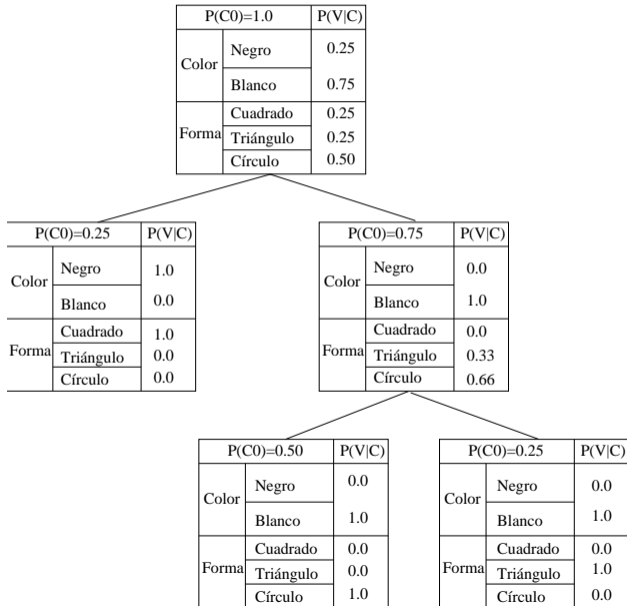 P(C0)=1.0 P(V|C)
Color Negro 0.25
Blanco 0.75
Forma Cuadrado 0.25
Triángulo 0.25
Círculo 0.50
P(C0)=0.25 P(V|C)
Color Negro 1.0
Blanco 0.0
Forma Cuadrado 1.0
Triángulo 0.0
Círculo 0.0
P(C0)=0.75 P(V|C)
Color Negro 0.0
Blanco 1.0
Forma Cuadrado 0.0
Triángulo 0.33
Círculo 0.66
P(C0)=0.50 P(V|C)
Color Negro 0.0
Blanco 1.0
Forma Cuadrado 0.0
Triángulo 0.0
Círculo 1.0
P(C0)=0.25 P(V|C)
Color Negro 0.0
Blanco 1.0
Forma Cuadrado 0.0
Triángulo 1.0
Círculo 0.0